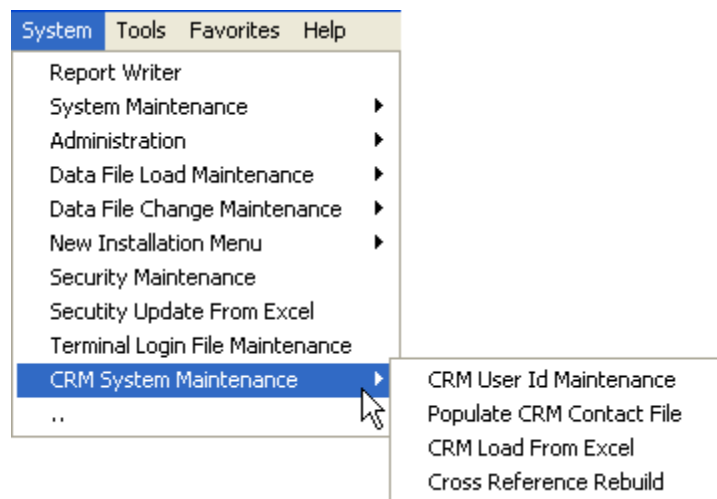 System Tools Favorites Help
Report Writer
System Maintenance
Administration
Data File Load Maintenance
Data File Change Maintenance
New Installation Menu
Security Maintenance
Secutity Update From Excel
Terminal Login File Maintenance
CRM System Maintenance
..
CRM User Id Maintenance
Populate CRM Contact File
CRM Load From Excel
Cross Reference Rebuild